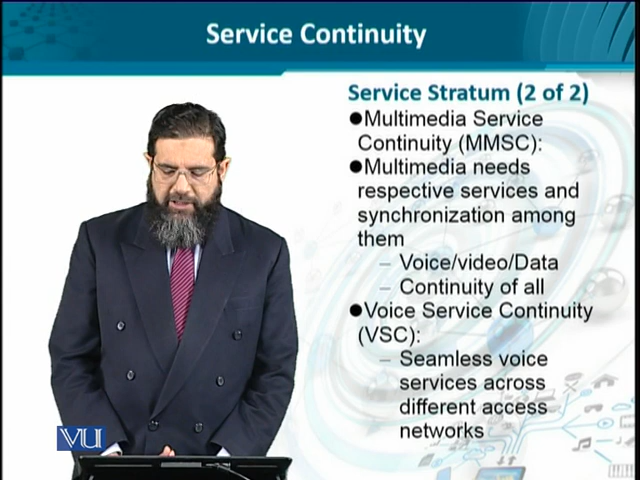 Service Continuity
Service Stratum (2 of 2)
●Multimedia Service
Continuity (MMSC):
●Multimedia needs
respective services and
synchronization among
them
– Voice/video/Data
– Continuity of all
●Voice Service Continuity
(VSC):
– Seamless voice
services across
different access
networks
VU